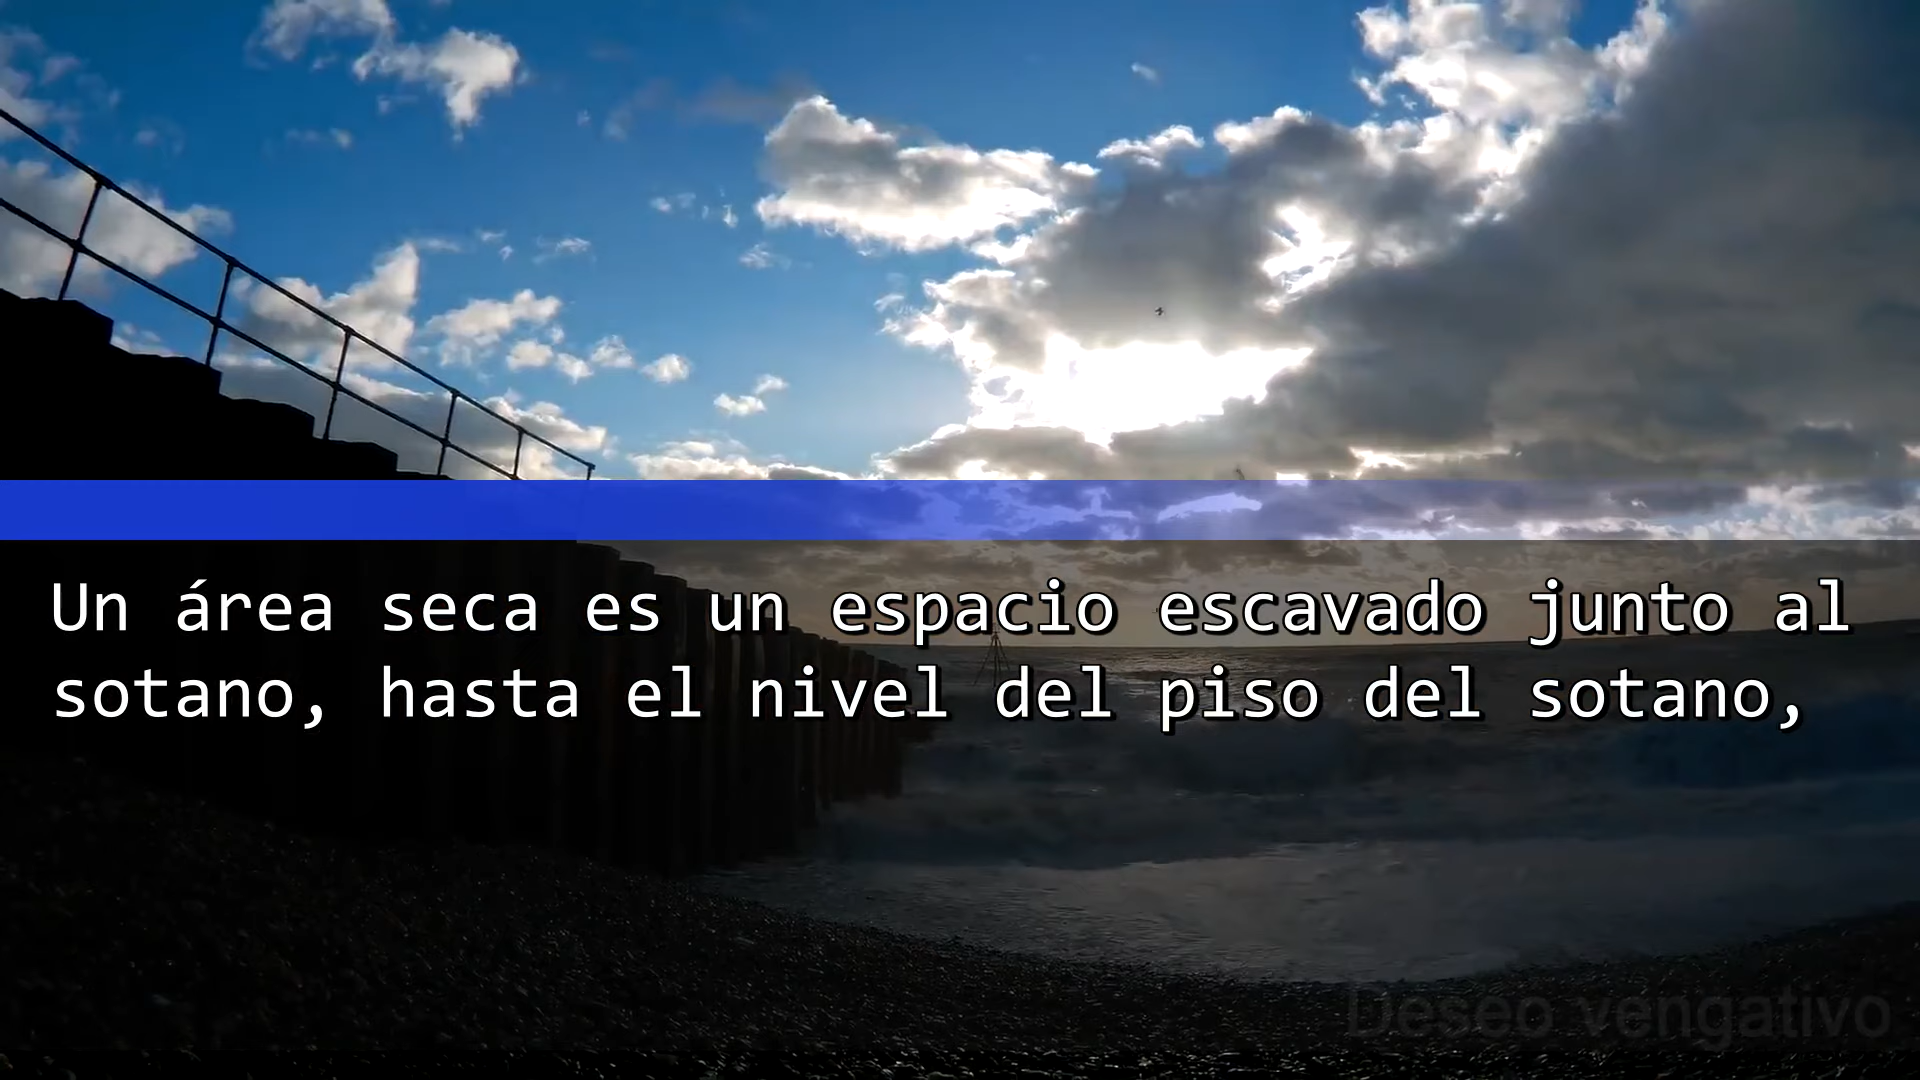 Un área seca es un espacio escavado junto al
sotano, hasta el nivel del piso del sotano,
Deseo vengativo